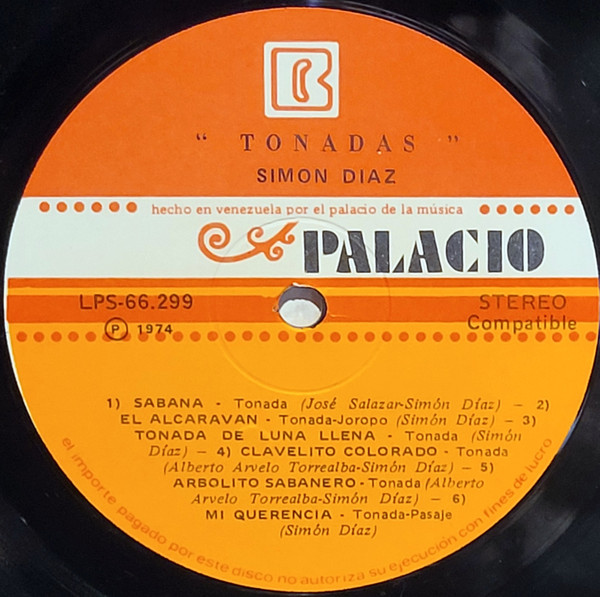 " TONADAS "
SIMON DIAZ
hecho en venezuela por el palacio de la música
PALACIO
LPS-66.299
STEREO
Ⓟ 1974
Compatible
1) SABANA - Tonada (José Salazar-Simón Díaz) - 2)
EL ALCARAVAN - Tonada-Joropo (Simón Díaz) - 3)
TONADA DE LUNA LLENA - Tonada (Simón
Díaz) - 4) CLAVELITO COLORADO - Tonada
(Alberto Arvelo Torrealba-Simón Díaz) - 5)
ARBOLITO SABANERO - Tonada (Alberto
Arvelo Torrealba-Simón Díaz) - 6)
MI QUERENCIA - Tonada-Pasaje
(Simón Díaz)
el importe pagado por este disco no autoriza su ejecución con fines de lucro